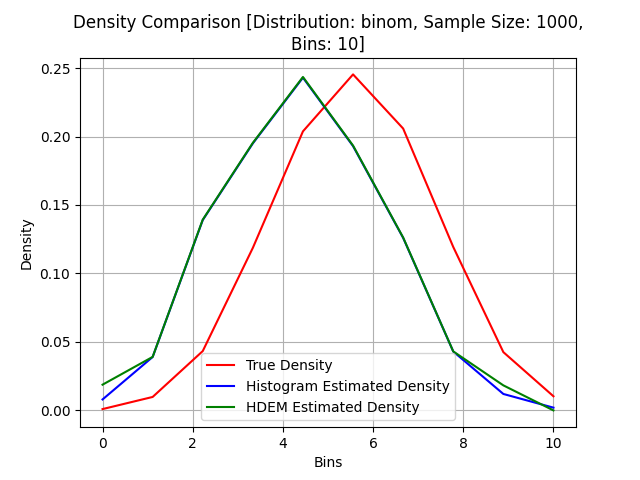 Density Comparison [Distribution: binom, Sample Size: 1000,
Bins: 10]
0.25
0.20
0.15
0.10
0.05
0.00
Density
True Density
Histogram Estimated Density
HDEM Estimated Density
0 2 4 6 8 10
Bins